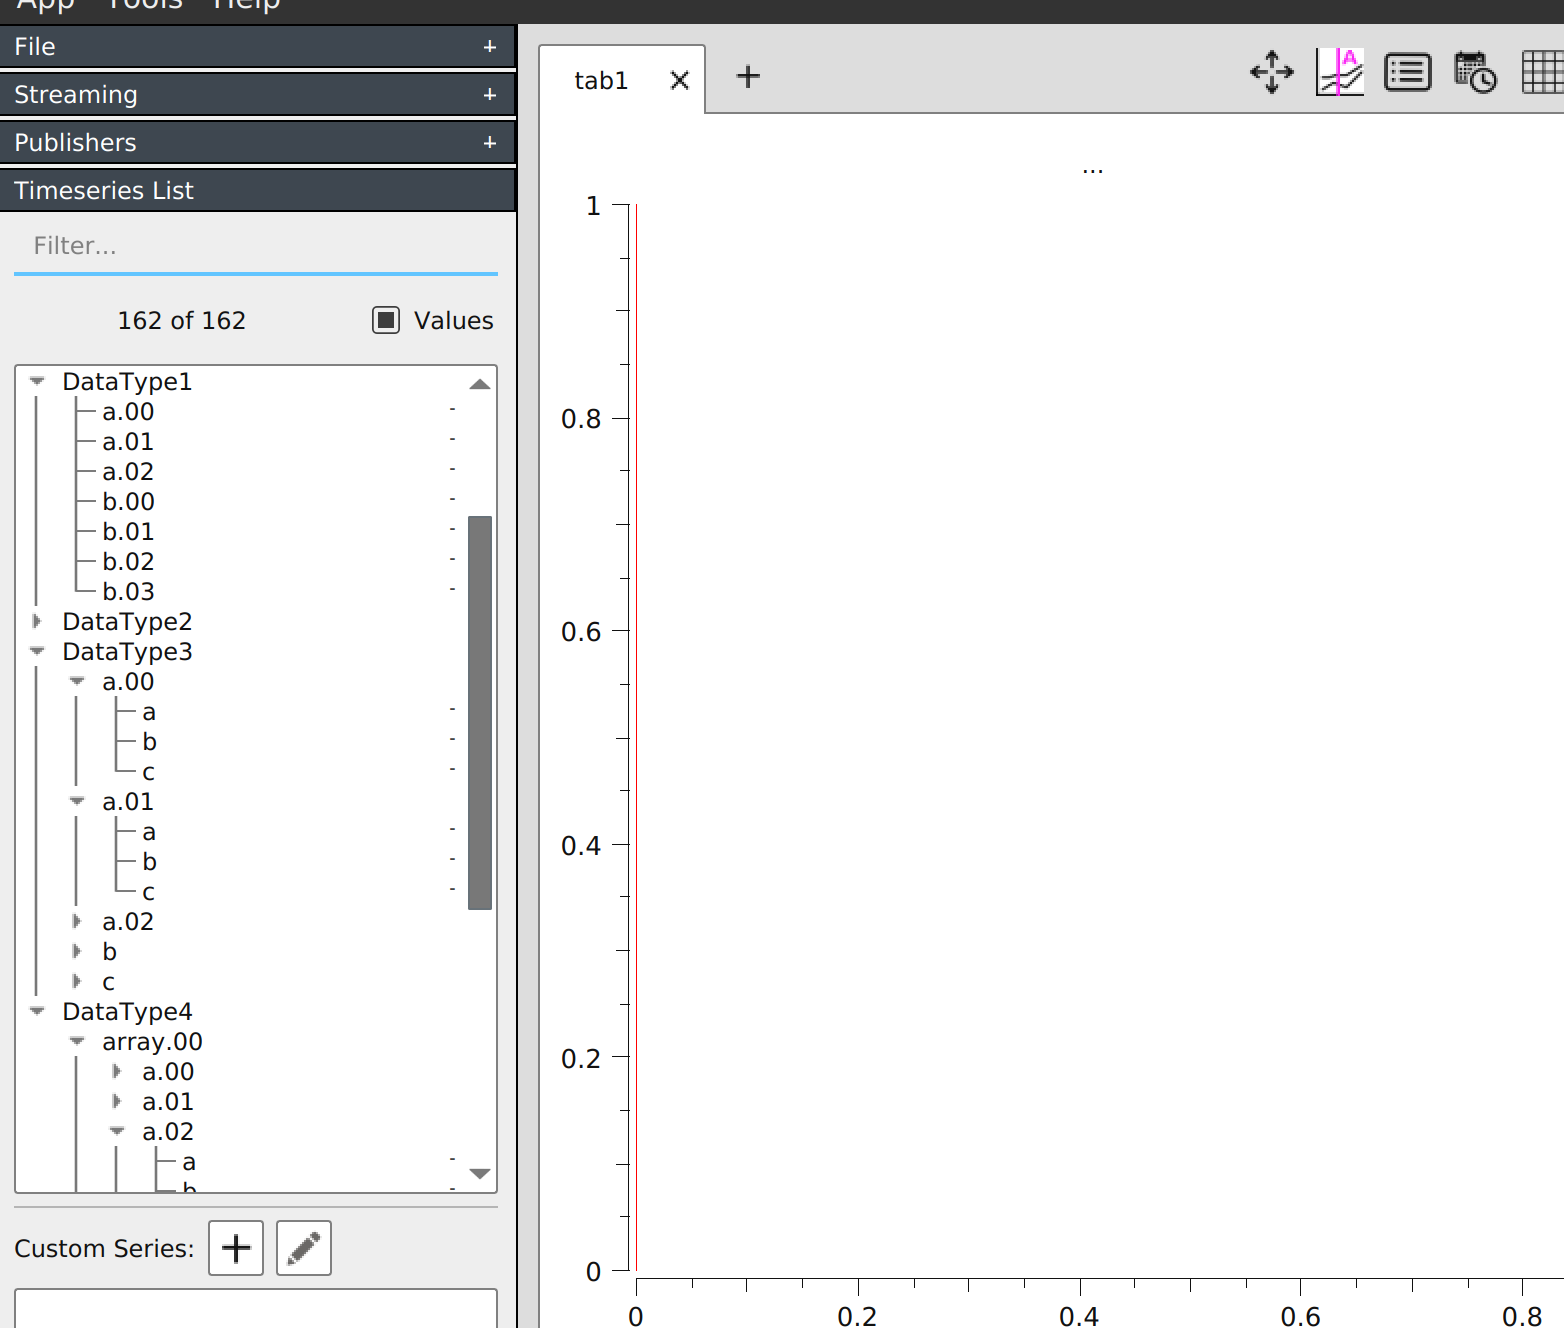 App Tools Help
File +
Streaming +
Publishers +
Timeseries List
Filter...
162 of 162 Values
DataType1
a.00 -
a.01 -
a.02 -
b.00 -
b.01 -
b.02 -
b.03 -
DataType2
DataType3
a.00
a -
b -
c -
a.01
a -
b -
c -
a.02
b
c
DataType4
array.00
a.00
a.01
a.02
a -
b -
Custom Series:
tab1
A
...
1
0.8
0.6
0.4
0.2
0
0 0.2 0.4 0.6 0.8